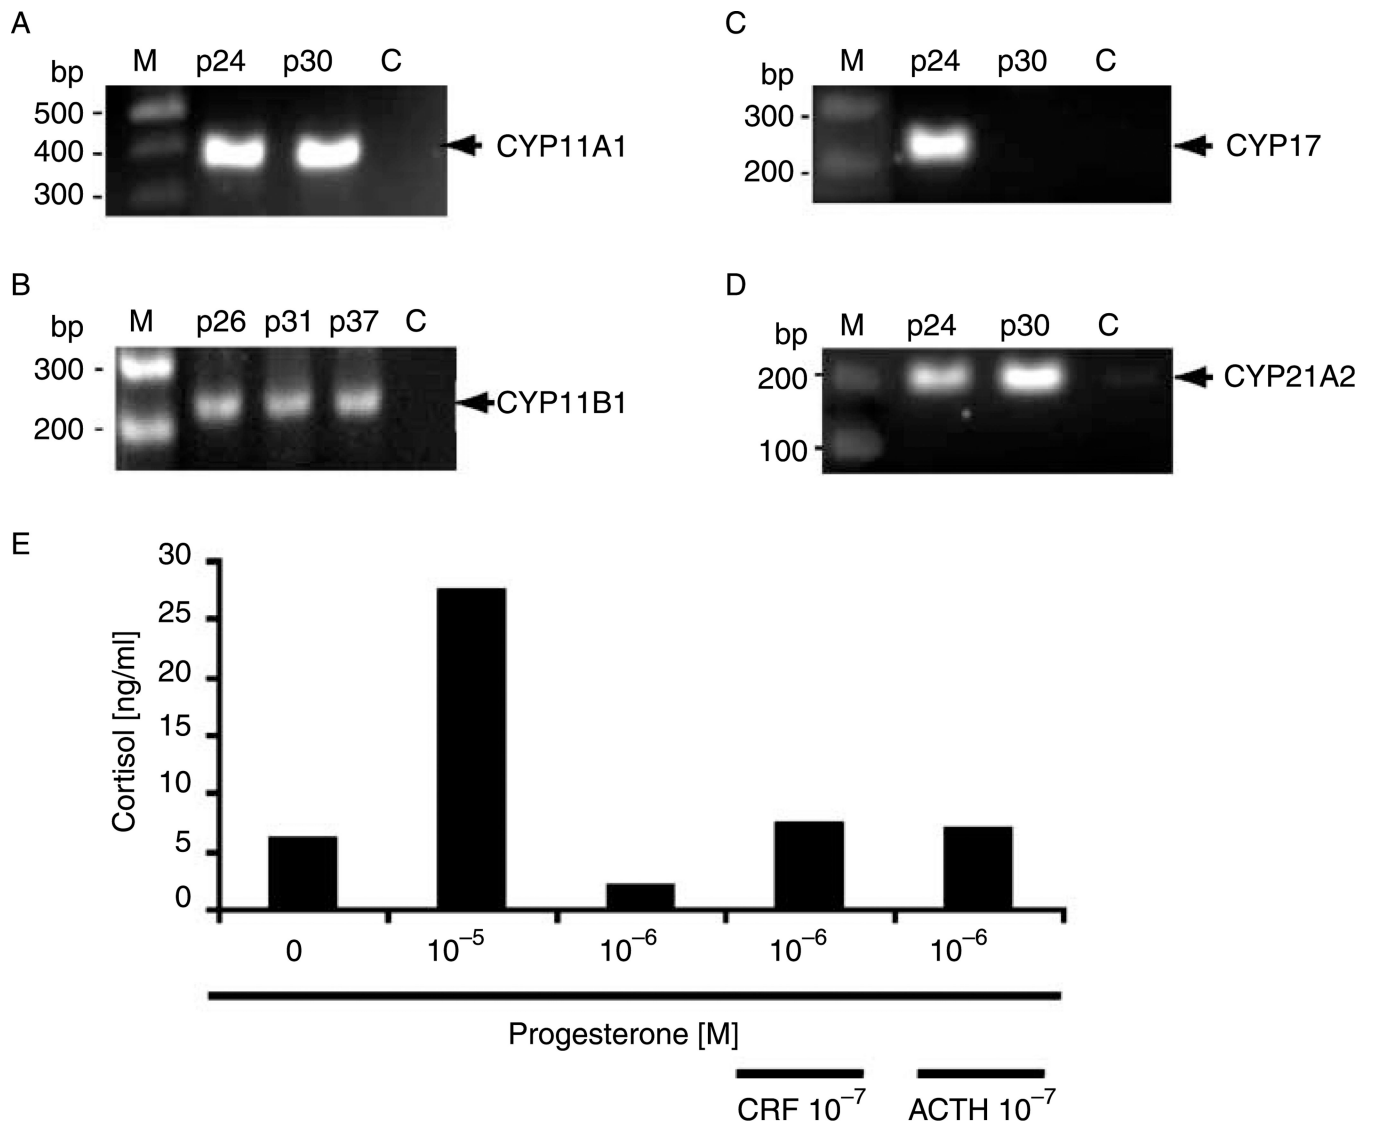 A
M p24 p30 C
bp
500
400
300
CYP11A1
C
M p24 p30 C
bp
300
200
CYP17
B
M p26 p31 p37 C
bp
300
200
CYP11B1
D
M p24 p30 C
bp
200
100
CYP21A2
E
30
25
20
15
10
5
0
Cortisol [ng/ml]
0 10⁻⁵ 10⁻⁶ 10⁻⁶ 10⁻⁶
Progesterone [M]
CRF 10⁻⁷ ACTH 10⁻⁷